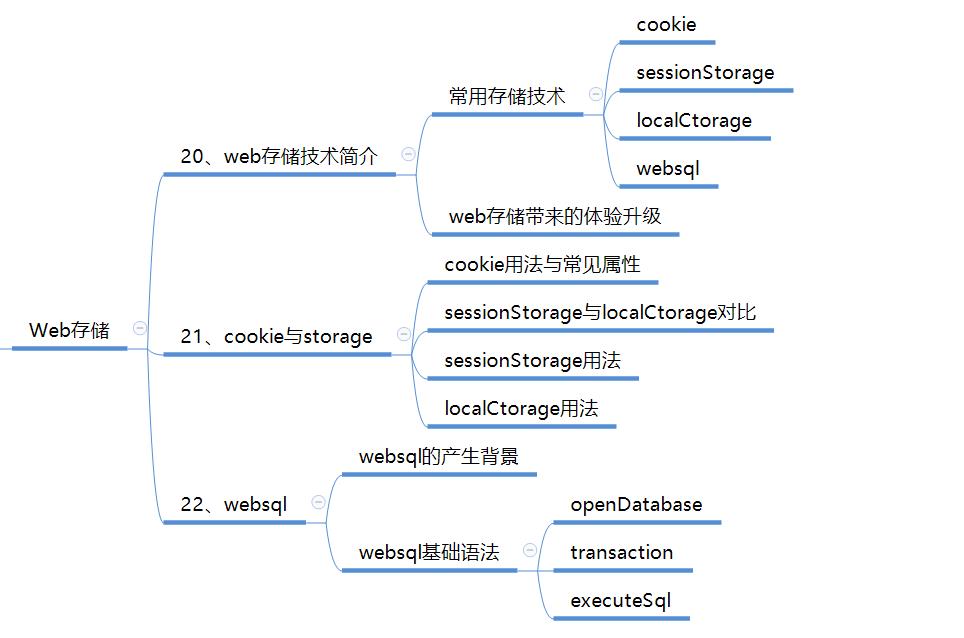 Web存储
20、web存储技术简介
常用存储技术
cookie
sessionStorage
localCtorage
websql
web存储带来的体验升级
21、cookie与storage
cookie用法与常见属性
sessionStorage与localCtorage对比
sessionStorage用法
localCtorage用法
22、websql
websql的产生背景
websql基础语法
openDatabase
transaction
executeSql